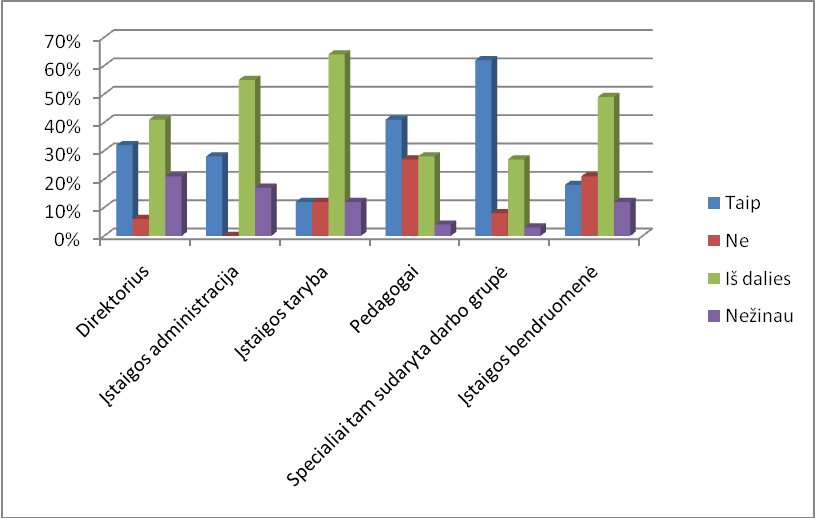 70%
60%
50%
40%
30%
20%
10%
0%
Direktorius
Įstaigos administracija
Įstaigos taryba
Pedagogai
Specialiai tam sudaryta darbo grupė
Įstaigos bendruomenė
Taip
Ne
Iš dalies
Nežinau